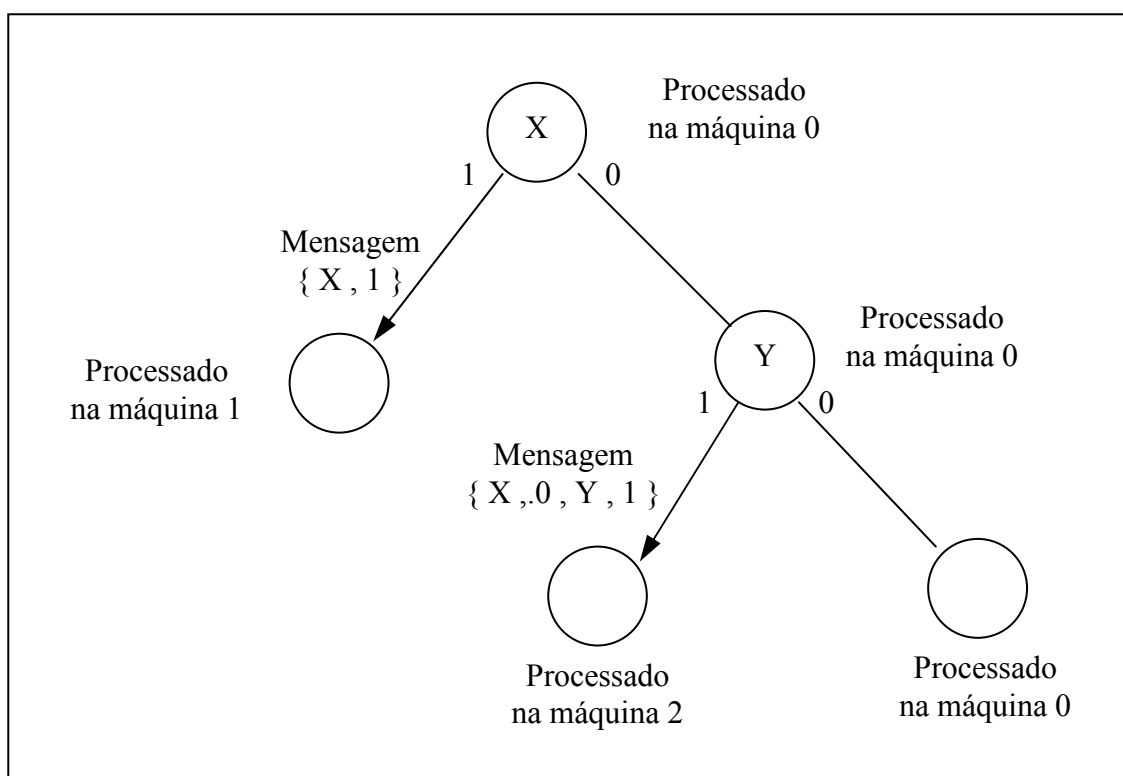 Processado
na máquina 0
X
1
0
Mensagem
{ X , 1 }
Processado
na máquina 0
Y
Processado
na máquina 1
1
0
Mensagem
{ X ,.0 , Y , 1 }
Processado
na máquina 2
Processado
na máquina 0